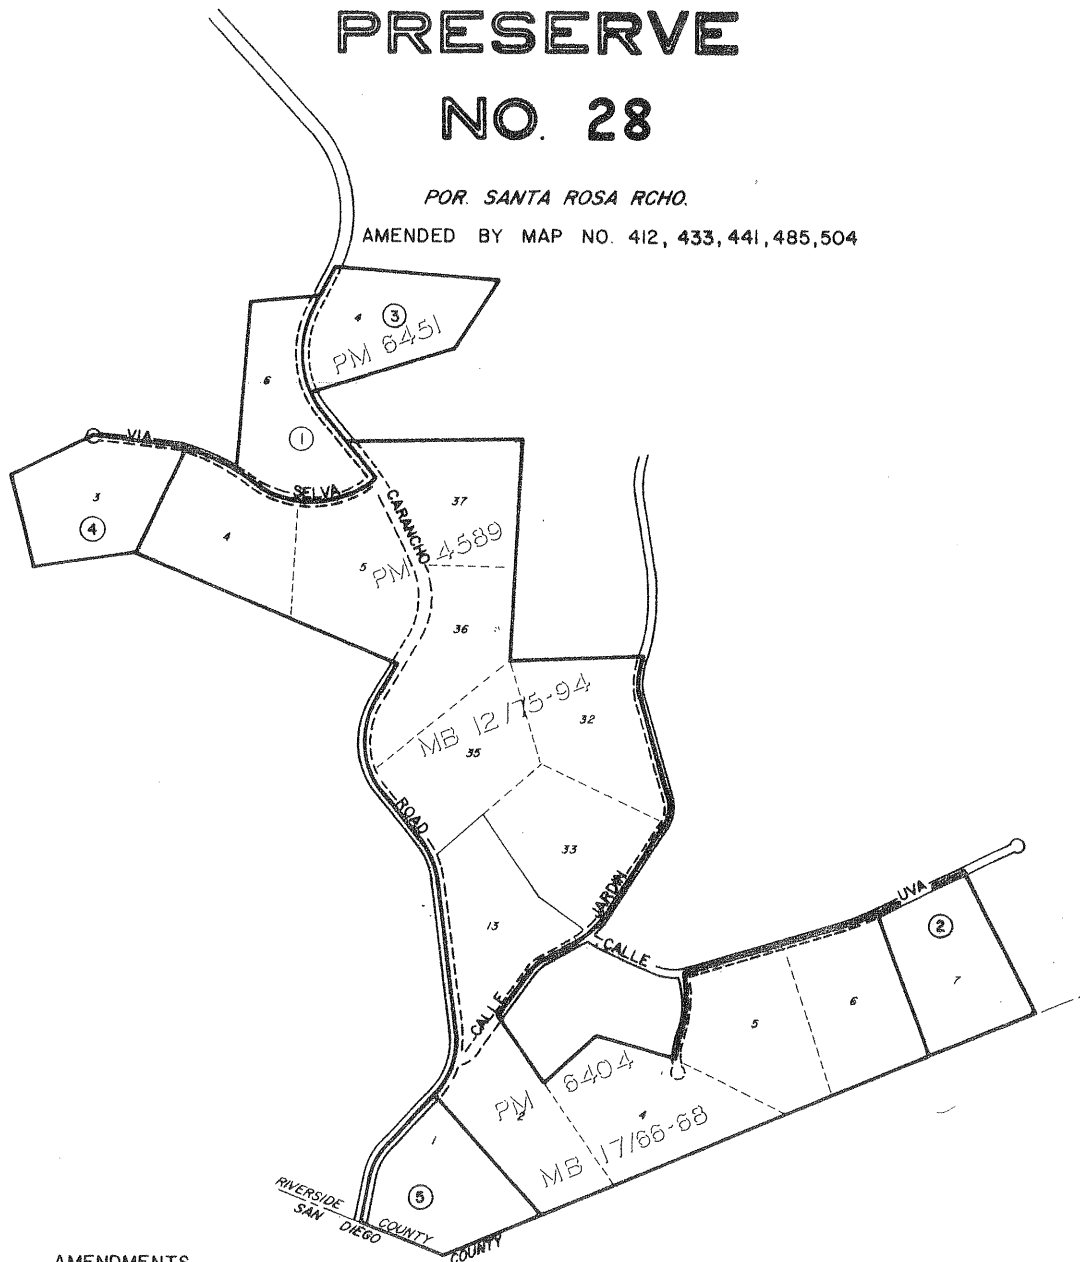 PRESERVE
NO. 28
POR. SANTA ROSA RCHO.
AMENDED BY MAP NO. 412, 433, 441, 485, 504
4
3
PM 6451
6
1
VIA
SELVA
3
4
4
CARANCHO
37
PM 4589
5
36
MB 12/75-94
32
35
ROAD
33
JARDIN
13
UVA
2
CALLE
7
6
5
CALLE
PM 6404
2
4
MB 17/66-68
1
5
RIVERSIDE COUNTY
SAN DIEGO COUNTY
AMENDMENTS